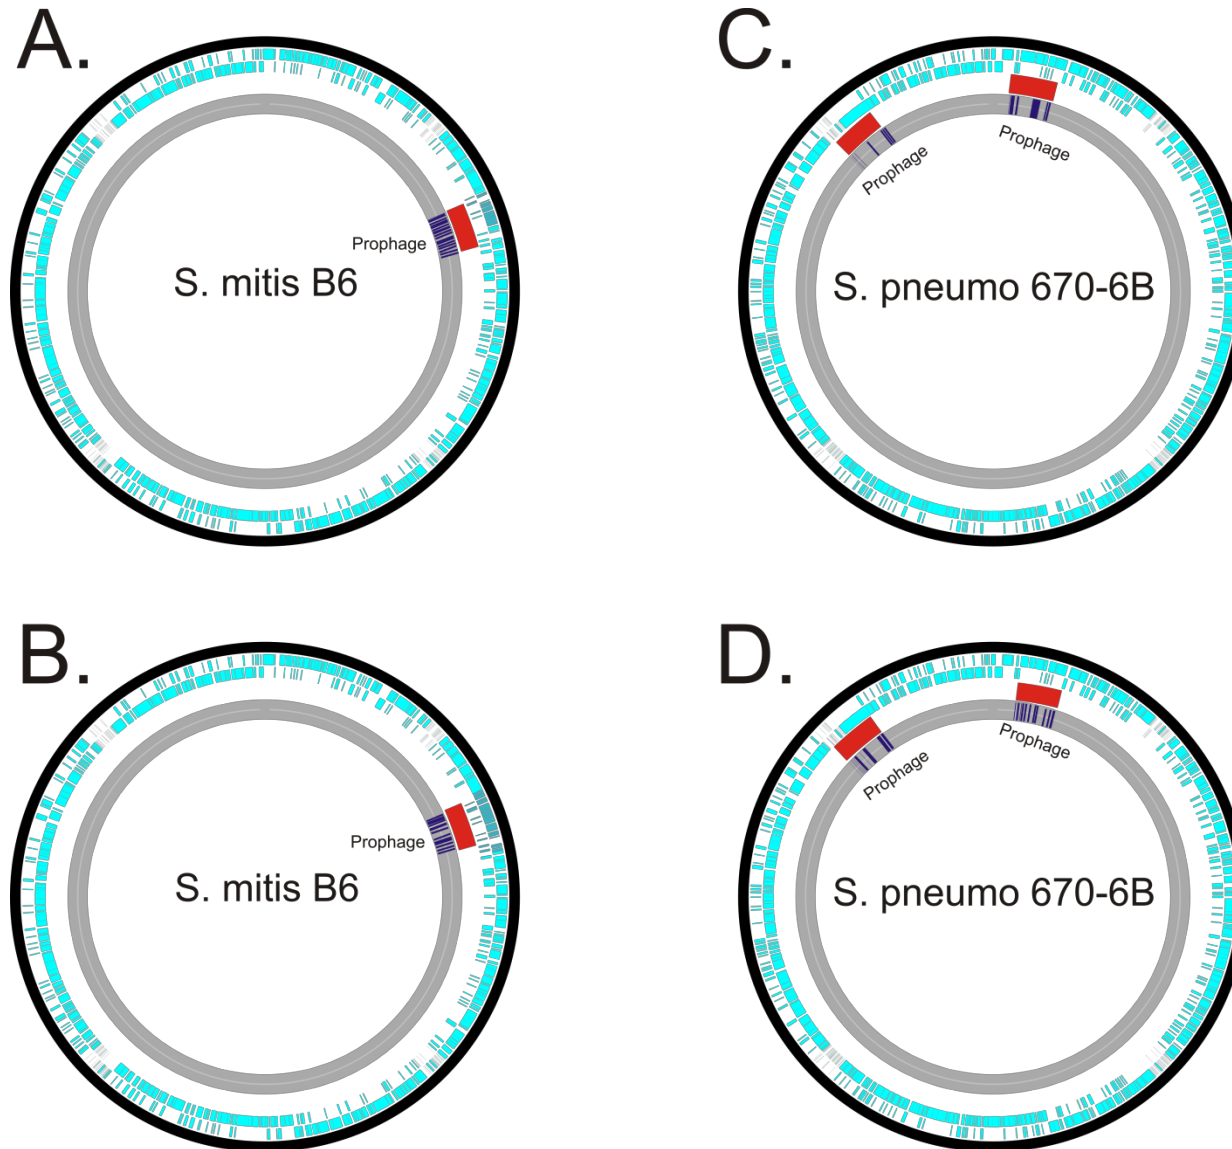 A.
Prophage
S. mitis B6
C.
Prophage
Prophage
S. pneumo 670-6B
B.
Prophage
S. mitis B6
D.
Prophage
Prophage
S. pneumo 670-6B